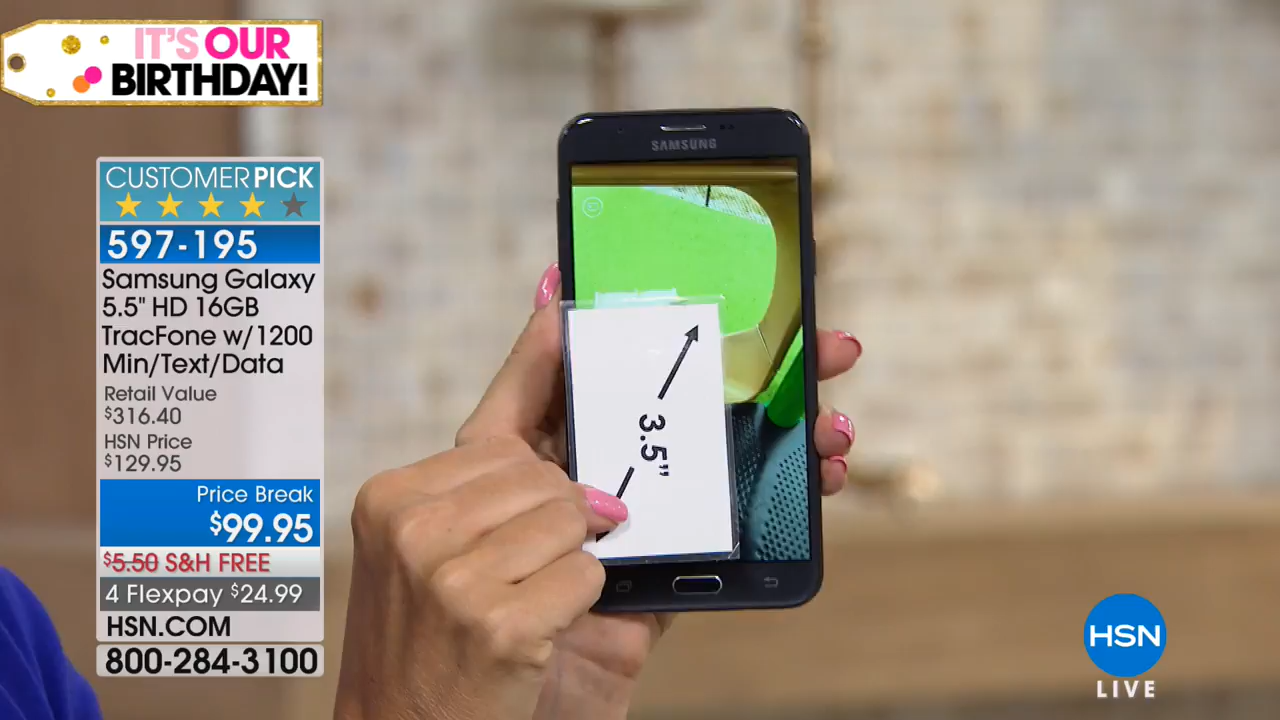 IT'S OUR
BIRTHDAY!
CUSTOMER PICK
597-195
Samsung Galaxy
5.5" HD 16GB
TracFone w/1200
Min/Text/Data
Retail Value
$316.40
HSN Price
$129.95
Price Break
$99.95
$5.50 S&H FREE
4 Flexpay $24.99
HSN.COM
800-284-3100
SAMSUNG
3.5"
HSN
LIVE